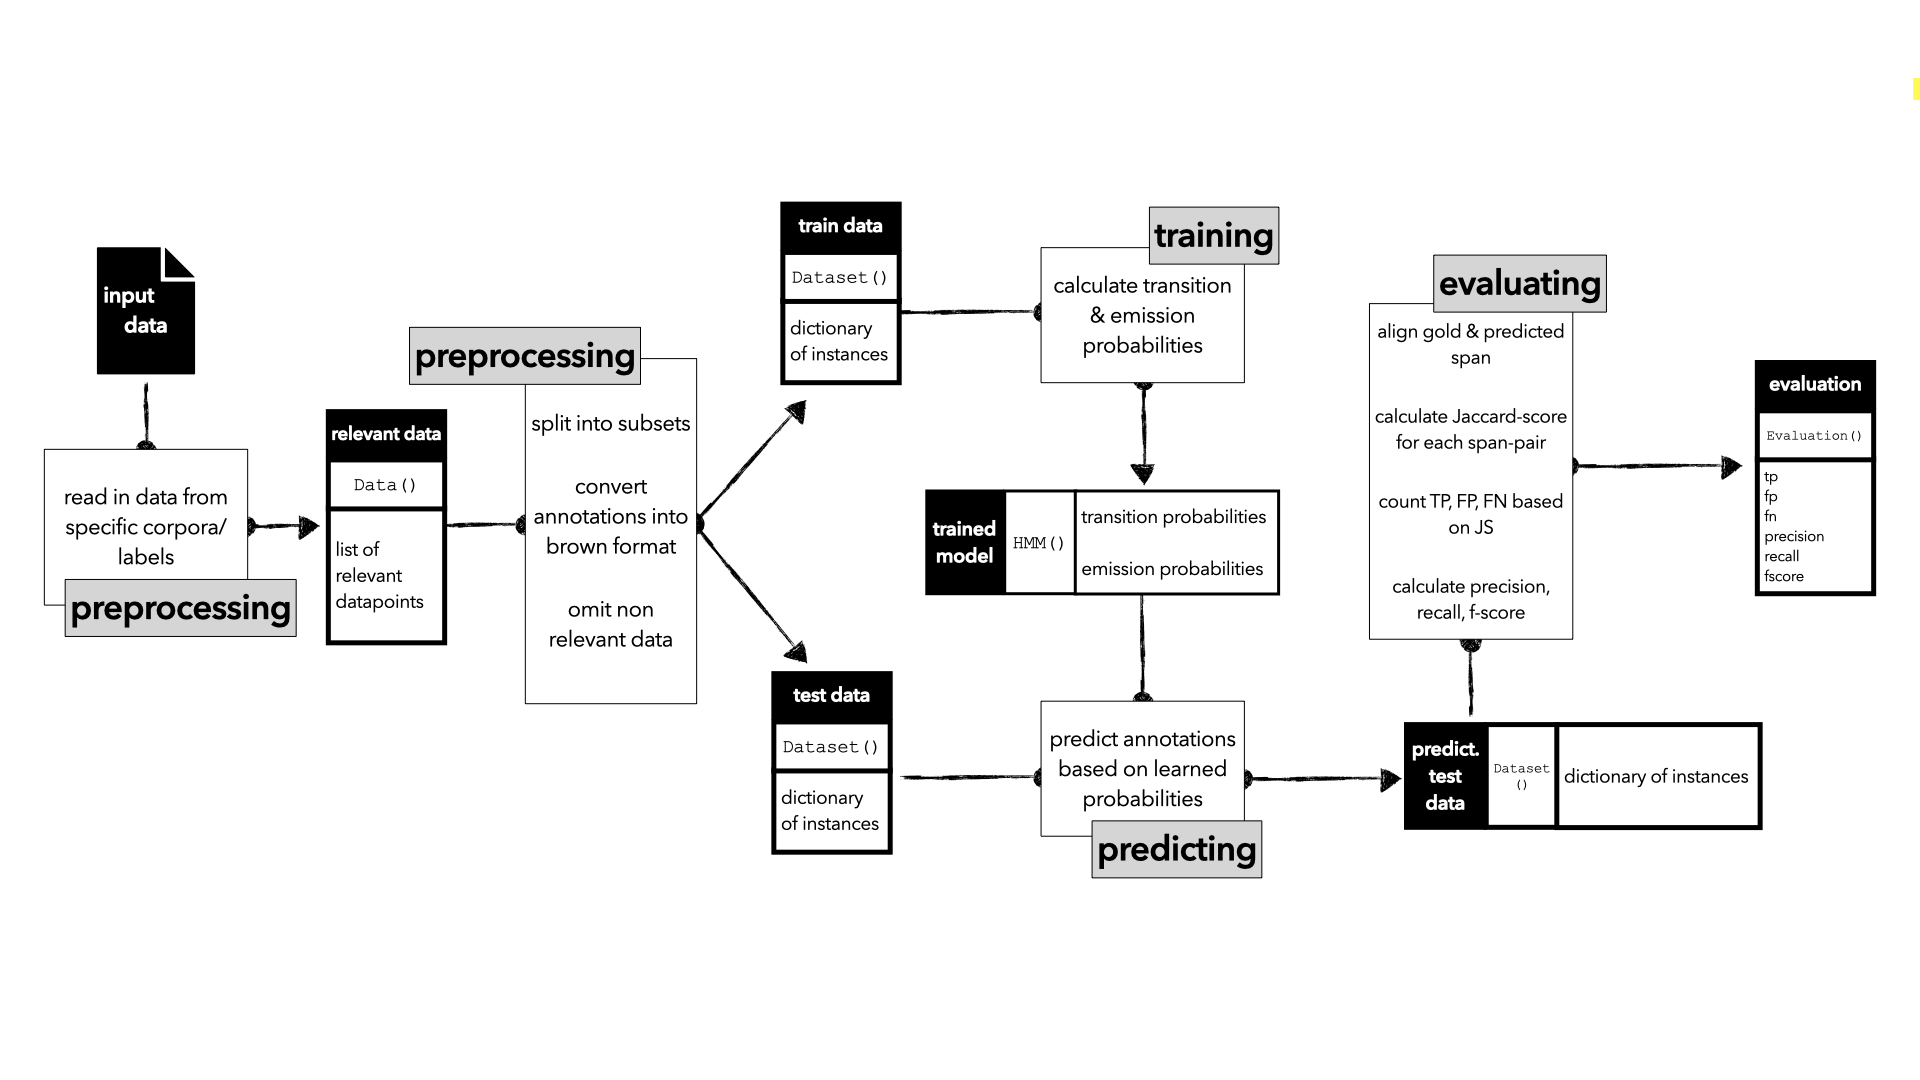 input
data
read in data from
specific corpora/
labels
preprocessing
relevant data
Data()
list of
relevant
datapoints
preprocessing
split into subsets
convert
annotations into
brown format
omit non
relevant data
train data
Dataset()
dictionary
of instances
test data
Dataset()
dictionary
of instances
training
calculate transition
& emission
probabilities
trained
model
HMM()
transition probabilities
emission probabilities
predict annotations
based on learned
probabilities
predicting
predict.
test
data
Dataset
()
dictionary of instances
evaluating
align gold & predicted
span
calculate Jaccard-score
for each span-pair
count TP, FP, FN based
on JS
calculate precision,
recall, f-score
evaluation
Evaluation()
tp
fp
fn
precision
recall
fscore